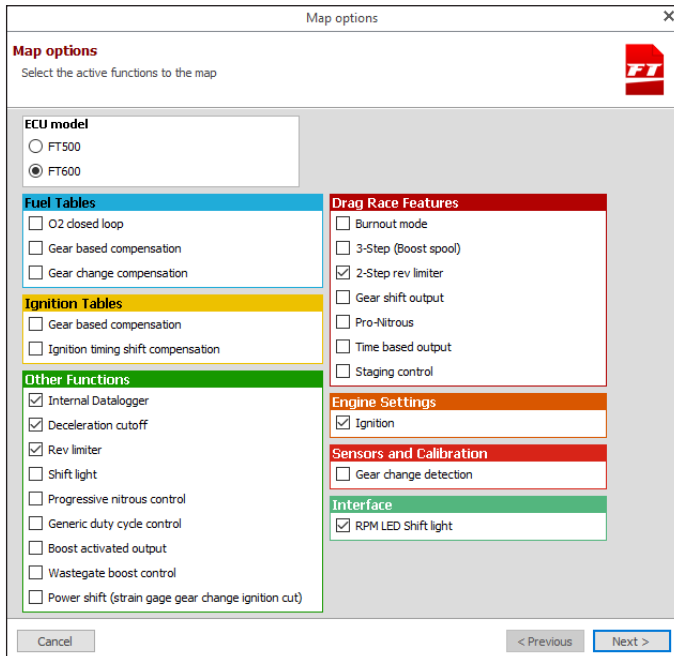 Map options
Map options
Select the active functions to the map
FT
ECU model
FT500
FT600
Fuel Tables
O2 closed loop
Gear based compensation
Gear change compensation
Ignition Tables
Gear based compensation
Ignition timing shift compensation
Other Functions
Internal Datalogger
Deceleration cutoff
Rev limiter
Shift light
Progressive nitrous control
Generic duty cycle control
Boost activated output
Wastegate boost control
Power shift (strain gage gear change ignition cut)
Drag Race Features
Burnout mode
3-Step (Boost spool)
2-Step rev limiter
Gear shift output
Pro-Nitrous
Time based output
Staging control
Engine Settings
Ignition
Sensors and Calibration
Gear change detection
Interface
RPM LED Shift light
Cancel
< Previous
Next >